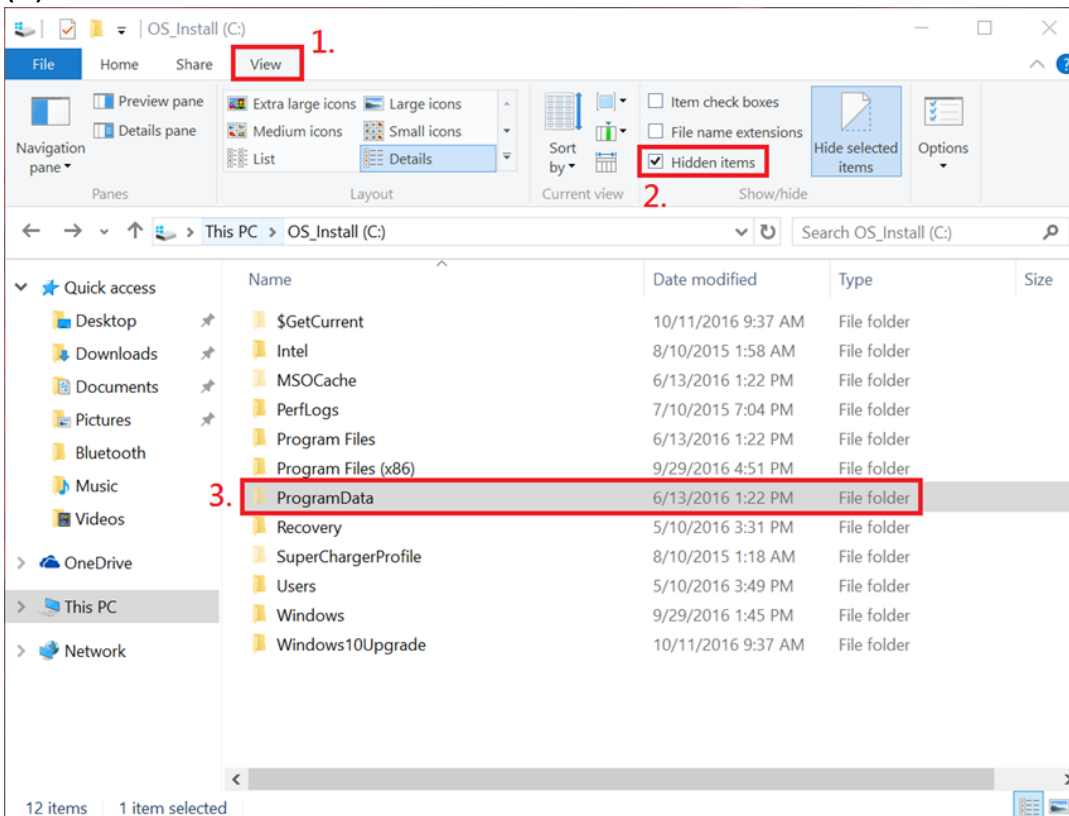 OS_Install (C:)
1.
File Home Share View
Preview pane
Details pane
Navigation
pane
Panes
Extra large icons Large icons
Medium icons Small icons
List Details
Layout
Sort
by
Current view
Item check boxes
File name extensions
Hidden items
2.
Hide selected
items
Show/hide
Options
This PC > OS_Install (C:)
Search OS_Install (C:)
Quick access
Desktop
Downloads
Documents
Pictures
Bluetooth
Music
Videos
OneDrive
This PC
Network
Name Date modified Type Size
$GetCurrent 10/11/2016 9:37 AM File folder
Intel 8/10/2015 1:58 AM File folder
MSOCache 6/13/2016 1:22 PM File folder
PerfLogs 7/10/2015 7:04 PM File folder
Program Files 6/13/2016 1:22 PM File folder
Program Files (x86) 9/29/2016 4:51 PM File folder
3. ProgramData 6/13/2016 1:22 PM File folder
Recovery 5/10/2016 3:31 PM File folder
SuperChargerProfile 8/10/2015 1:18 AM File folder
Users 5/10/2016 3:49 PM File folder
Windows 9/29/2016 1:45 PM File folder
Windows10Upgrade 10/11/2016 9:37 AM File folder
12 items 1 item selected